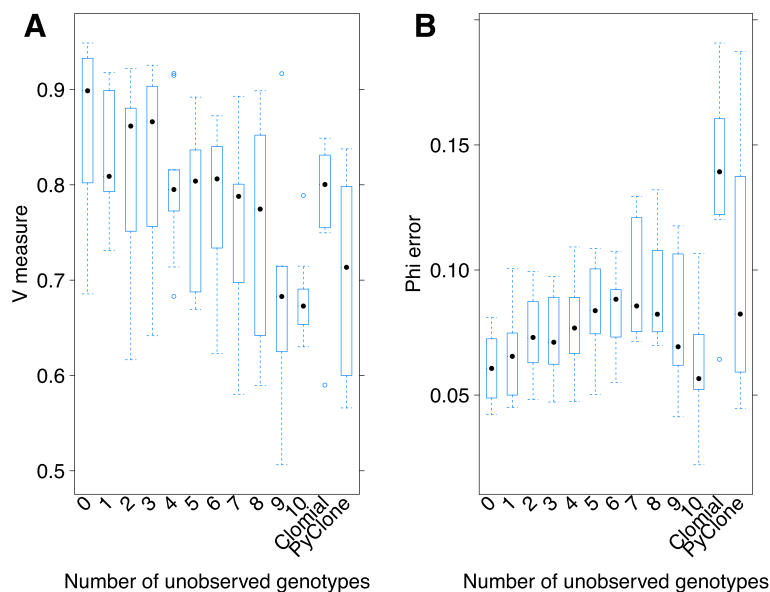 A
V measure
0.9
0.8
0.7
0.6
0.5
0 1 2 3 4 5 6 7 8 9 10 Clomial PyClone
Number of unobserved genotypes
B
Phi error
0.15
0.10
0.05
0 1 2 3 4 5 6 7 8 9 10 Clomial PyClone
Number of unobserved genotypes